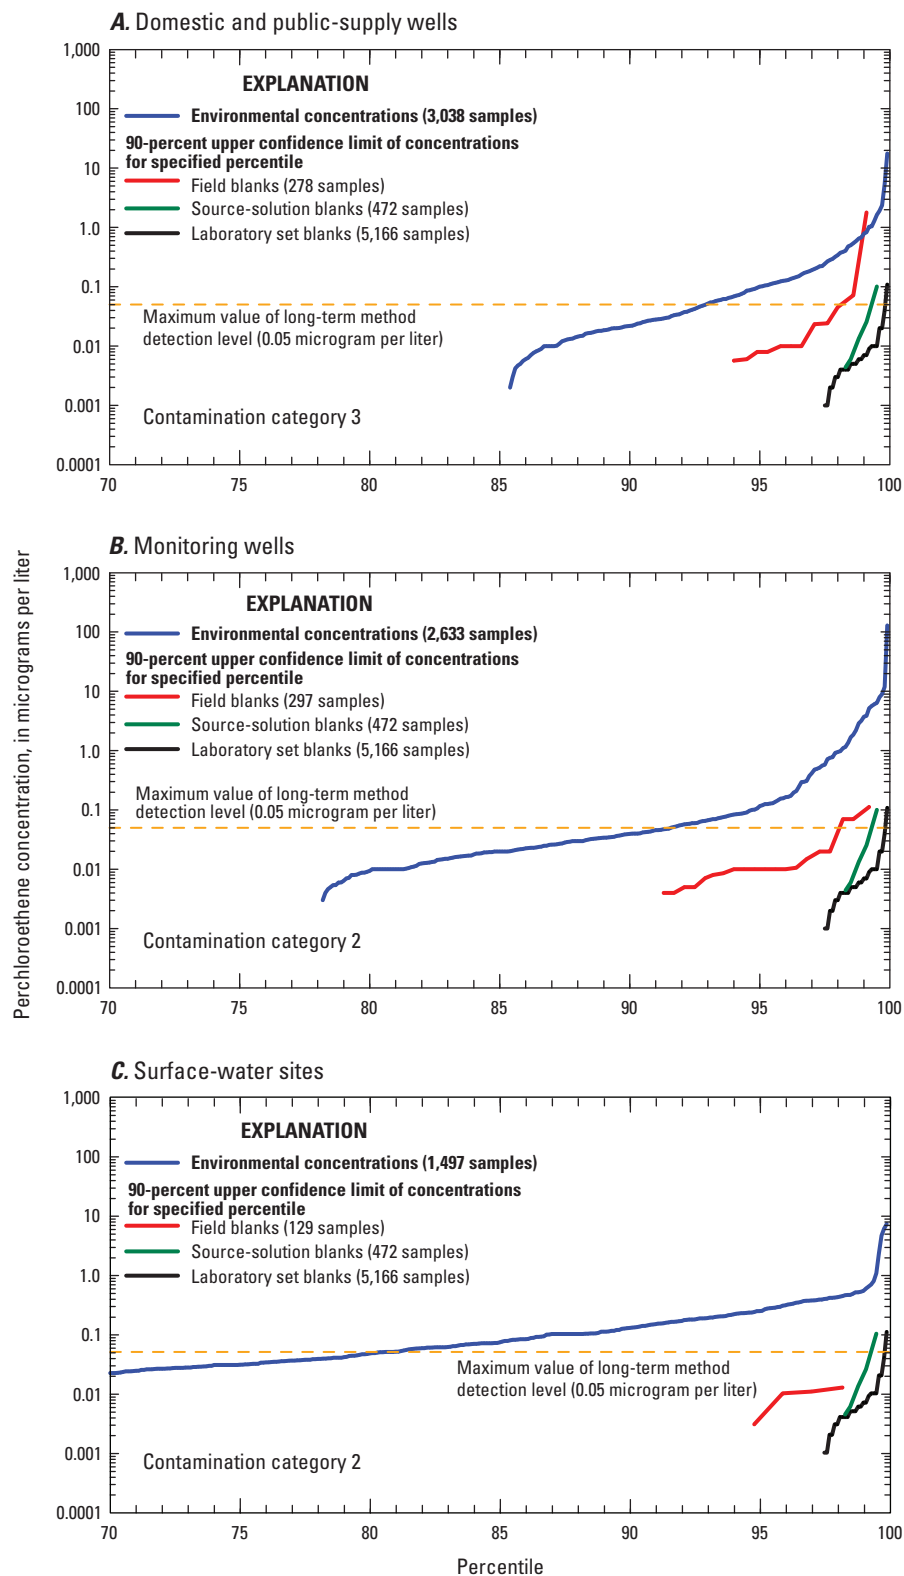 A. Domestic and public-supply wells
1,000
100
10
1.0
0.1
0.01
0.001
0.0001
EXPLANATION
Environmental concentrations (3,038 samples)
90-percent upper confidence limit of concentrations
for specified percentile
Field blanks (278 samples)
Source-solution blanks (472 samples)
Laboratory set blanks (5,166 samples)
Maximum value of long-term method
detection level (0.05 microgram per liter)
Contamination category 3
70 75 80 85 90 95 100
B. Monitoring wells
Perchloroethene concentration, in micrograms per liter
1,000
100
10
1.0
0.1
0.01
0.001
0.0001
EXPLANATION
Environmental concentrations (2,633 samples)
90-percent upper confidence limit of concentrations
for specified percentile
Field blanks (297 samples)
Source-solution blanks (472 samples)
Laboratory set blanks (5,166 samples)
Maximum value of long-term method
detection level (0.05 microgram per liter)
Contamination category 2
70 75 80 85 90 95 100
C. Surface-water sites
1,000
100
10
1.0
0.1
0.01
0.001
0.0001
EXPLANATION
Environmental concentrations (1,497 samples)
90-percent upper confidence limit of concentrations
for specified percentile
Field blanks (129 samples)
Source-solution blanks (472 samples)
Laboratory set blanks (5,166 samples)
Maximum value of long-term method
detection level (0.05 microgram per liter)
Contamination category 2
70 75 80 85 90 95 100
Percentile